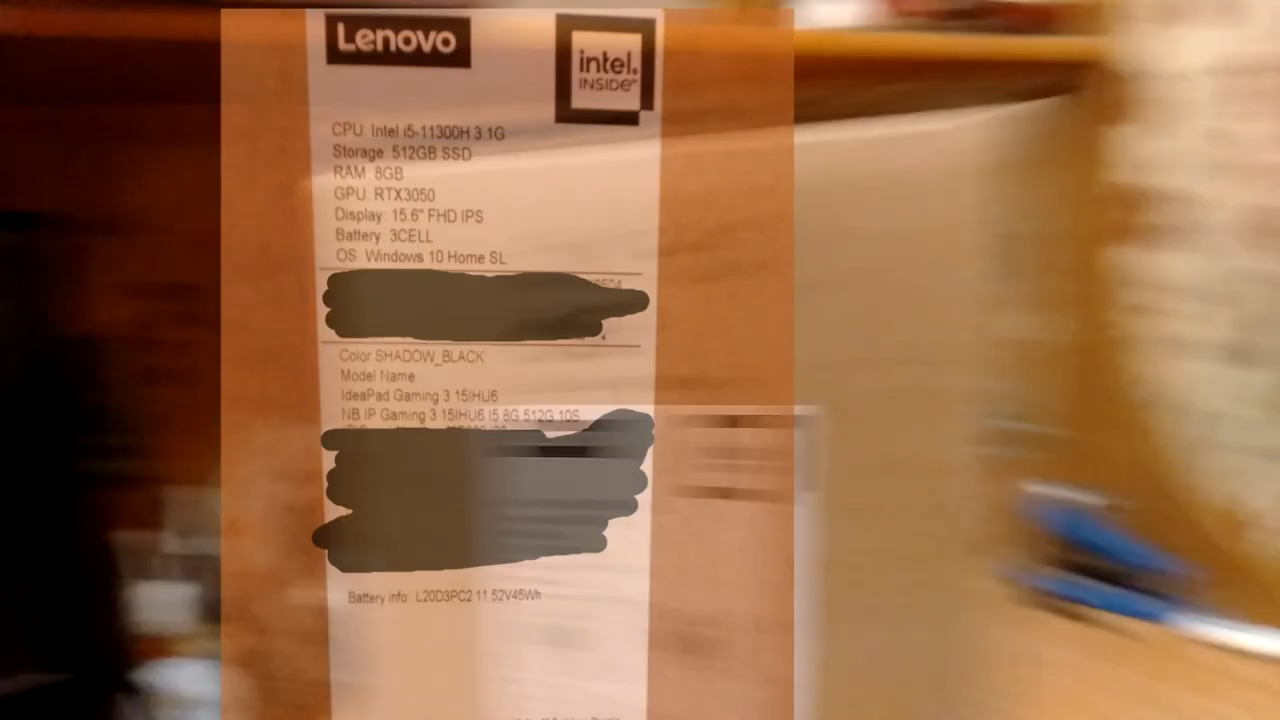 Lenovo
intel.
INSIDE™
CPU: Intel i5-11300H 3.1G
Storage: 512GB SSD
RAM: 8GB
GPU: RTX3050
Display: 15.6" FHD IPS
Battery: 3CELL
OS: Windows 10 Home SL
Color:SHADOW_BLACK
Model Name
IdeaPad Gaming 3 15IHU6
NB IP Gaming 3 15IHU6 I5 8G 512G 10S
Battery info: L20D3PC2 11.52V45Wh